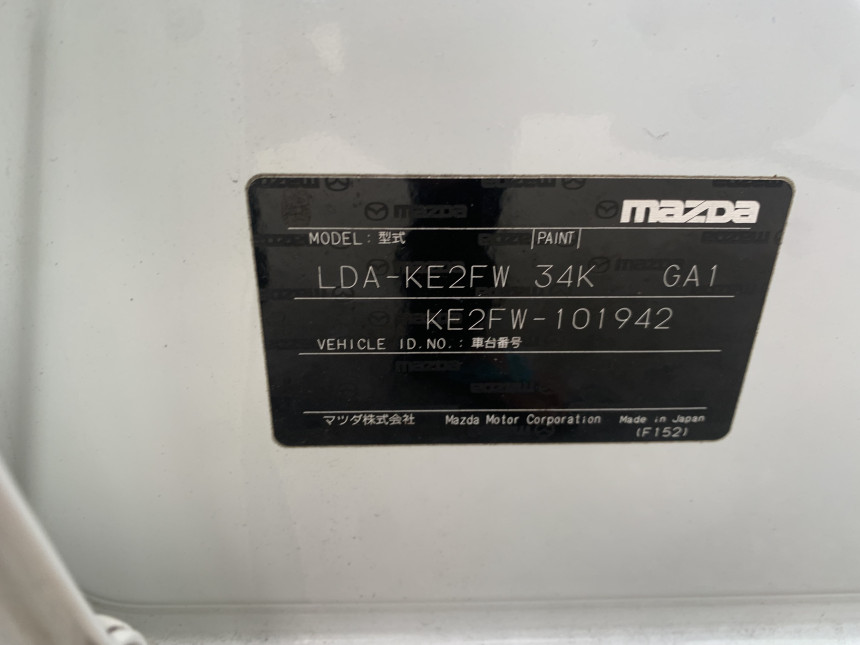 mazda
MODEL: 型式 |PAINT|
LDA-KE2FW 34K GA1
KE2FW-101942
VEHICLE ID.NO.: 車台番号
マツダ株式会社 Mazda Motor Corporation Made in Japan
(F152)